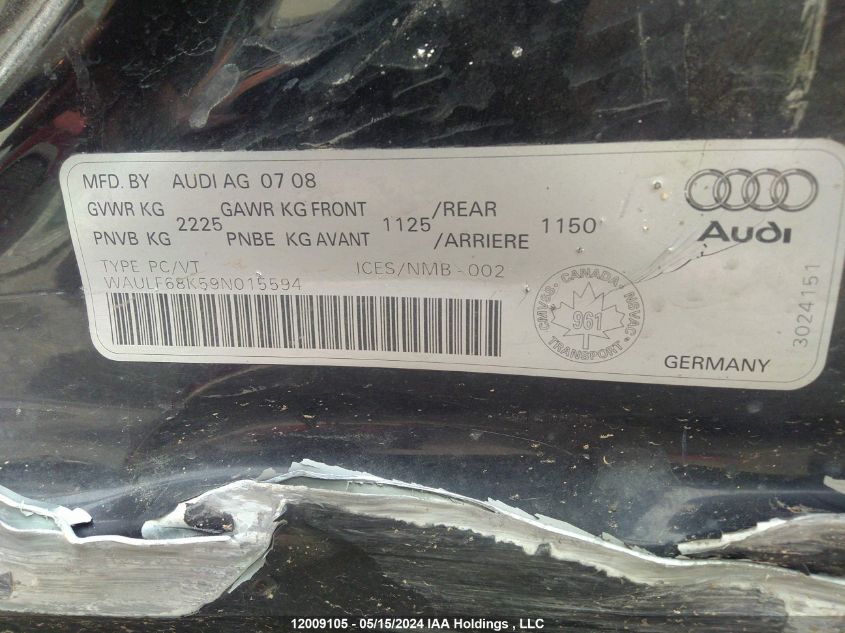 MFD. BY AUDI AG 07 08
GVWR KG 2225 GAWR KG FRONT 1125 /REAR 1150
PNVB KG PNBE KG AVANT /ARRIERE
TYPE PC/VT ICES/NMB - 002
WAULF68K59N015594
Audi
CMVSS - CANADA - NSVAC
961
TRANSPORT
3024151
GERMANY
12009105 - 05/15/2024 IAA Holdings , LLC